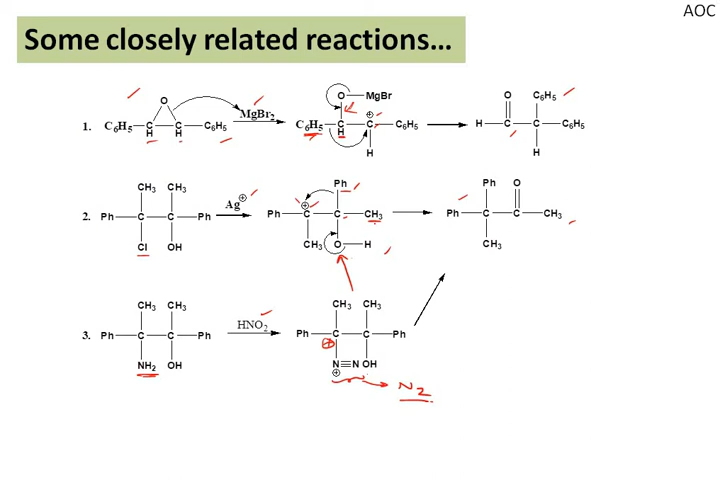 AOC
Some closely related reactions...
1. C6H5 C H O C H C6H5 MgBr2 C6H5 C H O MgBr C⊕ H C6H5 H C O C C6H5 H C6H5
2. Ph C CH3 Cl C CH3 OH Ph Ag⊕ Ph C⊕ CH3 C Ph O H CH3 Ph C Ph CH3 C O CH3
3. Ph C CH3 NH2 C CH3 OH Ph HNO2 Ph C CH3 ⊕ N≡N ⊕ C CH3 OH Ph
N2